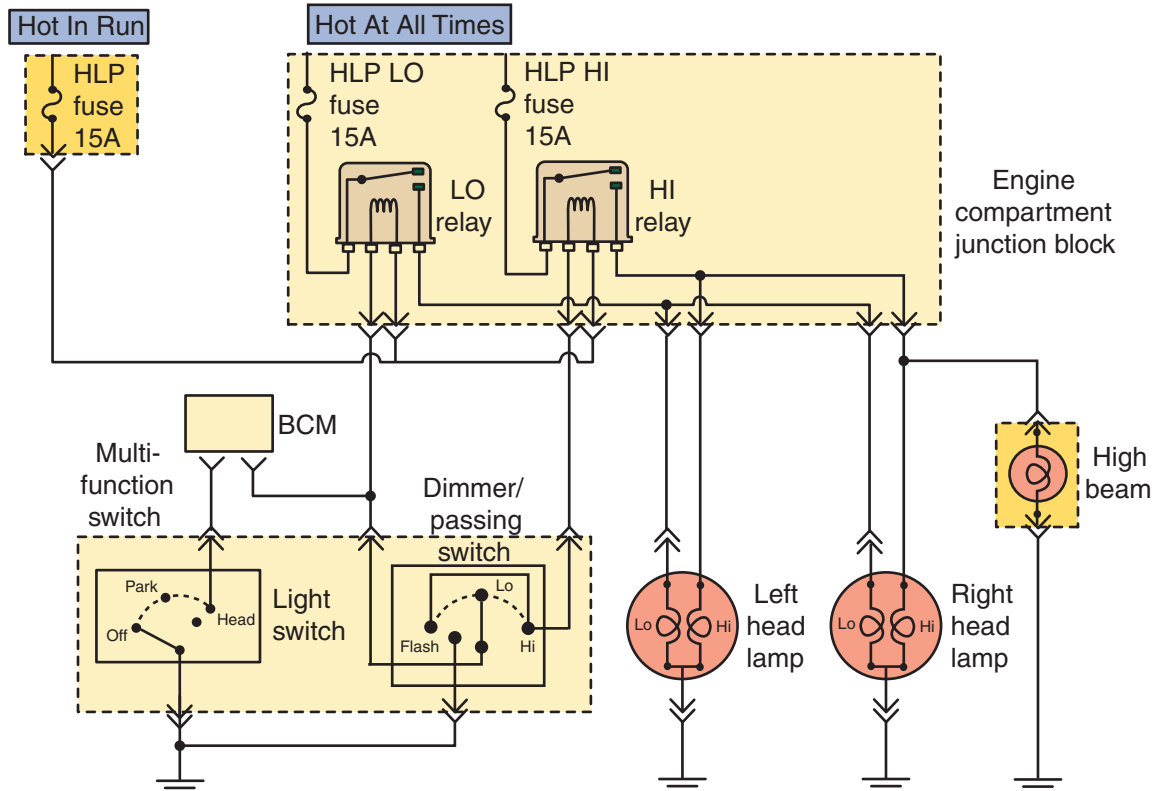 Hot In Run
Hot At All Times
HLP
fuse
15A
HLP LO
fuse
15A
HLP HI
fuse
15A
LO
relay
HI
relay
Engine
compartment
junction block
BCM
Multi-
function
switch
Dimmer/
passing
switch
High
beam
Park
Off
Head
Light
switch
Lo
Flash
Hi
Lo
Hi
Left
head
lamp
Lo
Hi
Right
head
lamp